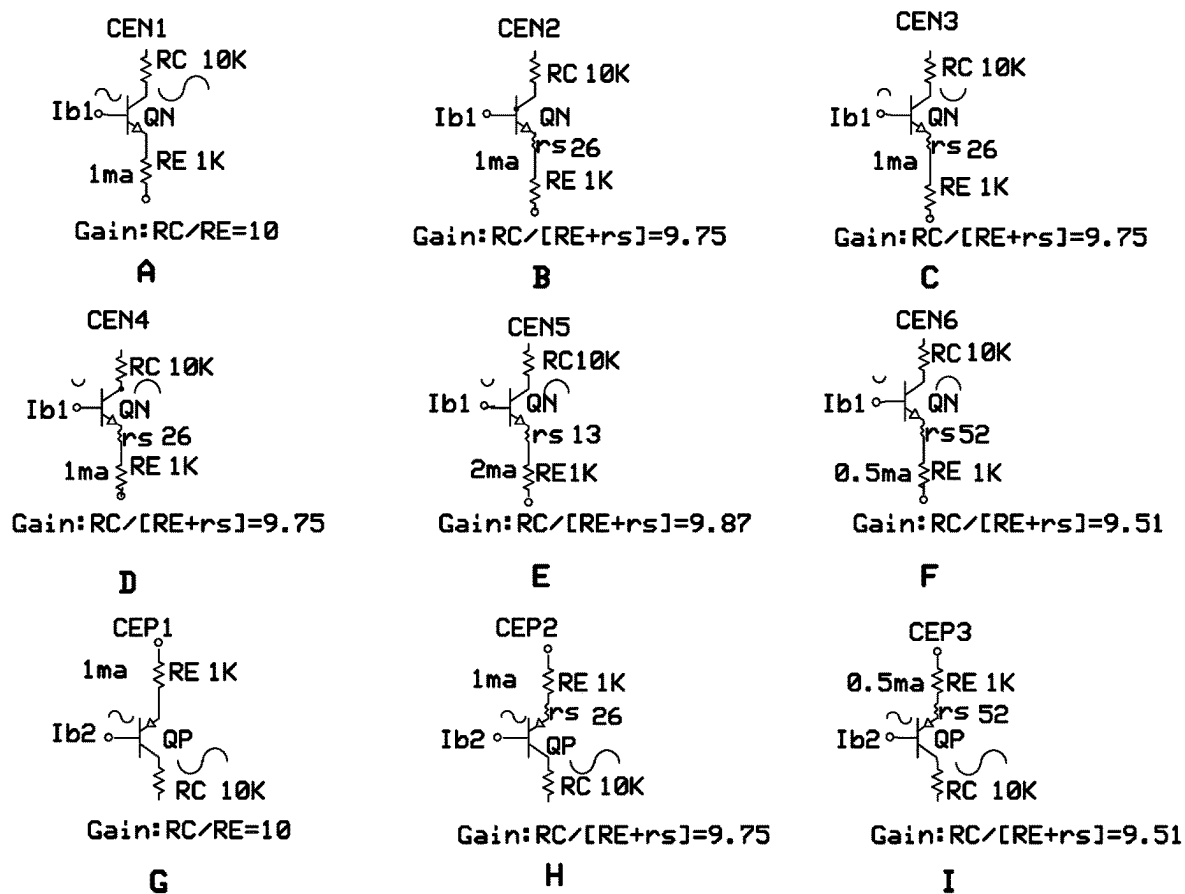 CEN1
RC 10K
Ib1
QN
RE 1K
1ma
Gain:RC/RE=10
A
CEN2
RC 10K
Ib1
QN
rs 26
1ma
RE 1K
Gain:RC/[RE+rs]=9.75
B
CEN3
RC 10K
Ib1
QN
rs 26
1ma
RE 1K
Gain:RC/[RE+rs]=9.75
C
CEN4
RC 10K
Ib1
QN
rs 26
1ma
RE 1K
Gain:RC/[RE+rs]=9.75
D
CEN5
RC10K
Ib1
QN
rs 13
2ma
RE1K
Gain:RC/[RE+rs]=9.87
E
CEN6
RC 10K
Ib1
QN
rs 52
0.5ma
RE 1K
Gain:RC/[RE+rs]=9.51
F
CEP1
1ma
RE 1K
Ib2
QP
RC 10K
Gain:RC/RE=10
G
CEP2
1ma
RE 1K
rs 26
Ib2
QP
RC 10K
Gain:RC/[RE+rs]=9.75
H
CEP3
0.5ma
RE 1K
rs 52
Ib2
QP
RC 10K
Gain:RC/[RE+rs]=9.51
I